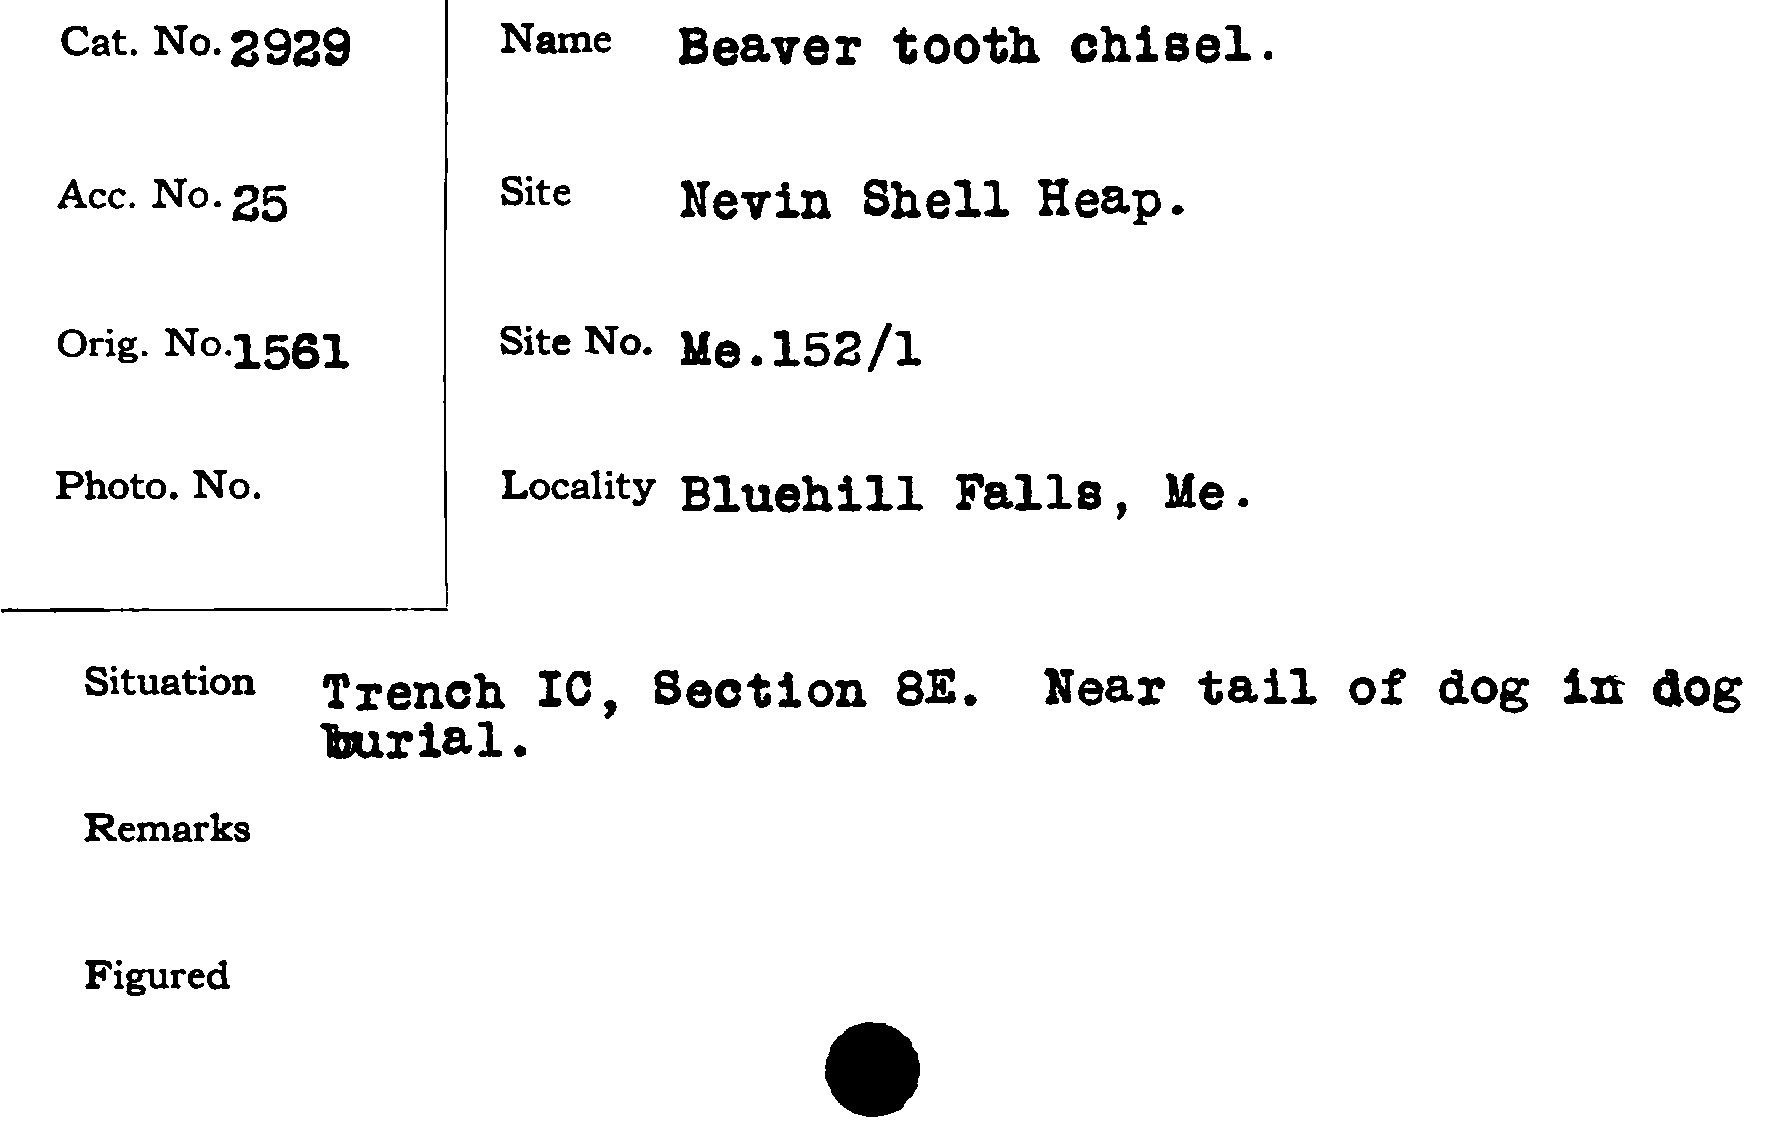 Cat. No. 2929
Name Beaver tooth chisel.
Acc. No. 25
Site Nevin Shell Heap.
Orig. No. 1561
Site No. Me.152/1
Photo. No.
Locality Bluehill Falls, Me.
Situation Trench IC, Section 8E. Near tail of dog in dog
burial.
Remarks
Figured